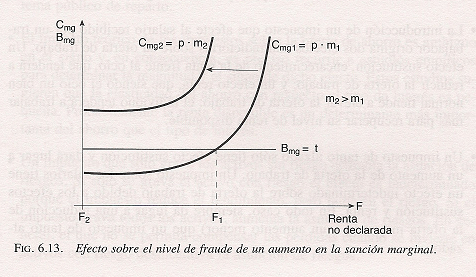 Cmg
Bmg
Cmg2 = p · m2
Cmg1 = p · m1
m2 > m1
Bmg = t
F
F2
F1
Renta
no declarada
FIG. 6.13. Efecto sobre el nivel de fraude de un aumento en la sanción marginal.